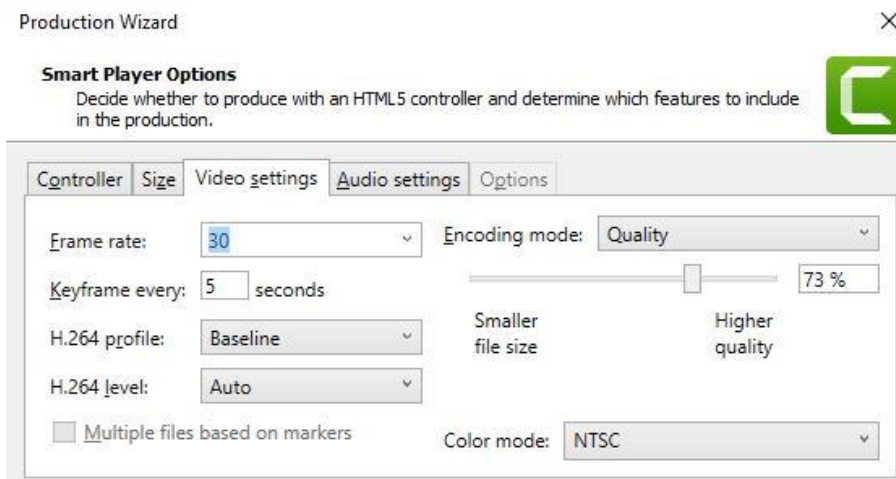 Production Wizard
Smart Player Options
Decide whether to produce with an HTML5 controller and determine which features to include
in the production.
Controller Size Video settings Audio settings Options
Frame rate: 30 Encoding mode: Quality
Keyframe every: 5 seconds 73 %
Smaller Higher
file size quality
H.264 profile: Baseline
H.264 level: Auto
Multiple files based on markers
Color mode: NTSC